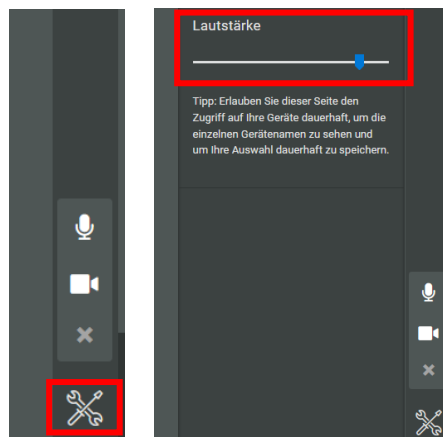 Lautstärke
Tipp: Erlauben Sie dieser Seite den
Zugriff auf Ihre Geräte dauerhaft, um die
einzelnen Gerätenamen zu sehen und
um Ihre Auswahl dauerhaft zu speichern.